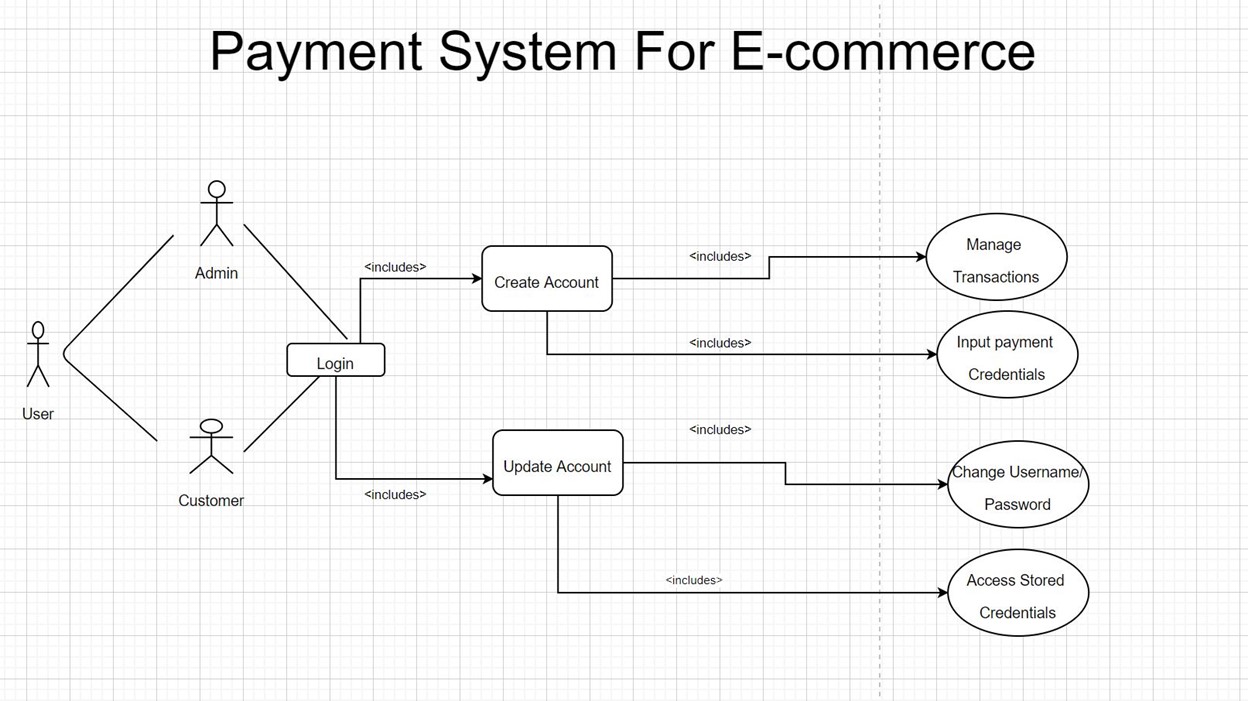 Payment System For E-commerce
Admin
User
Customer
Login
<includes>
<includes>
Create Account
Update Account
<includes>
<includes>
<includes>
<includes>
Manage
Transactions
Input payment
Credentials
Change Username/
Password
Access Stored
Credentials